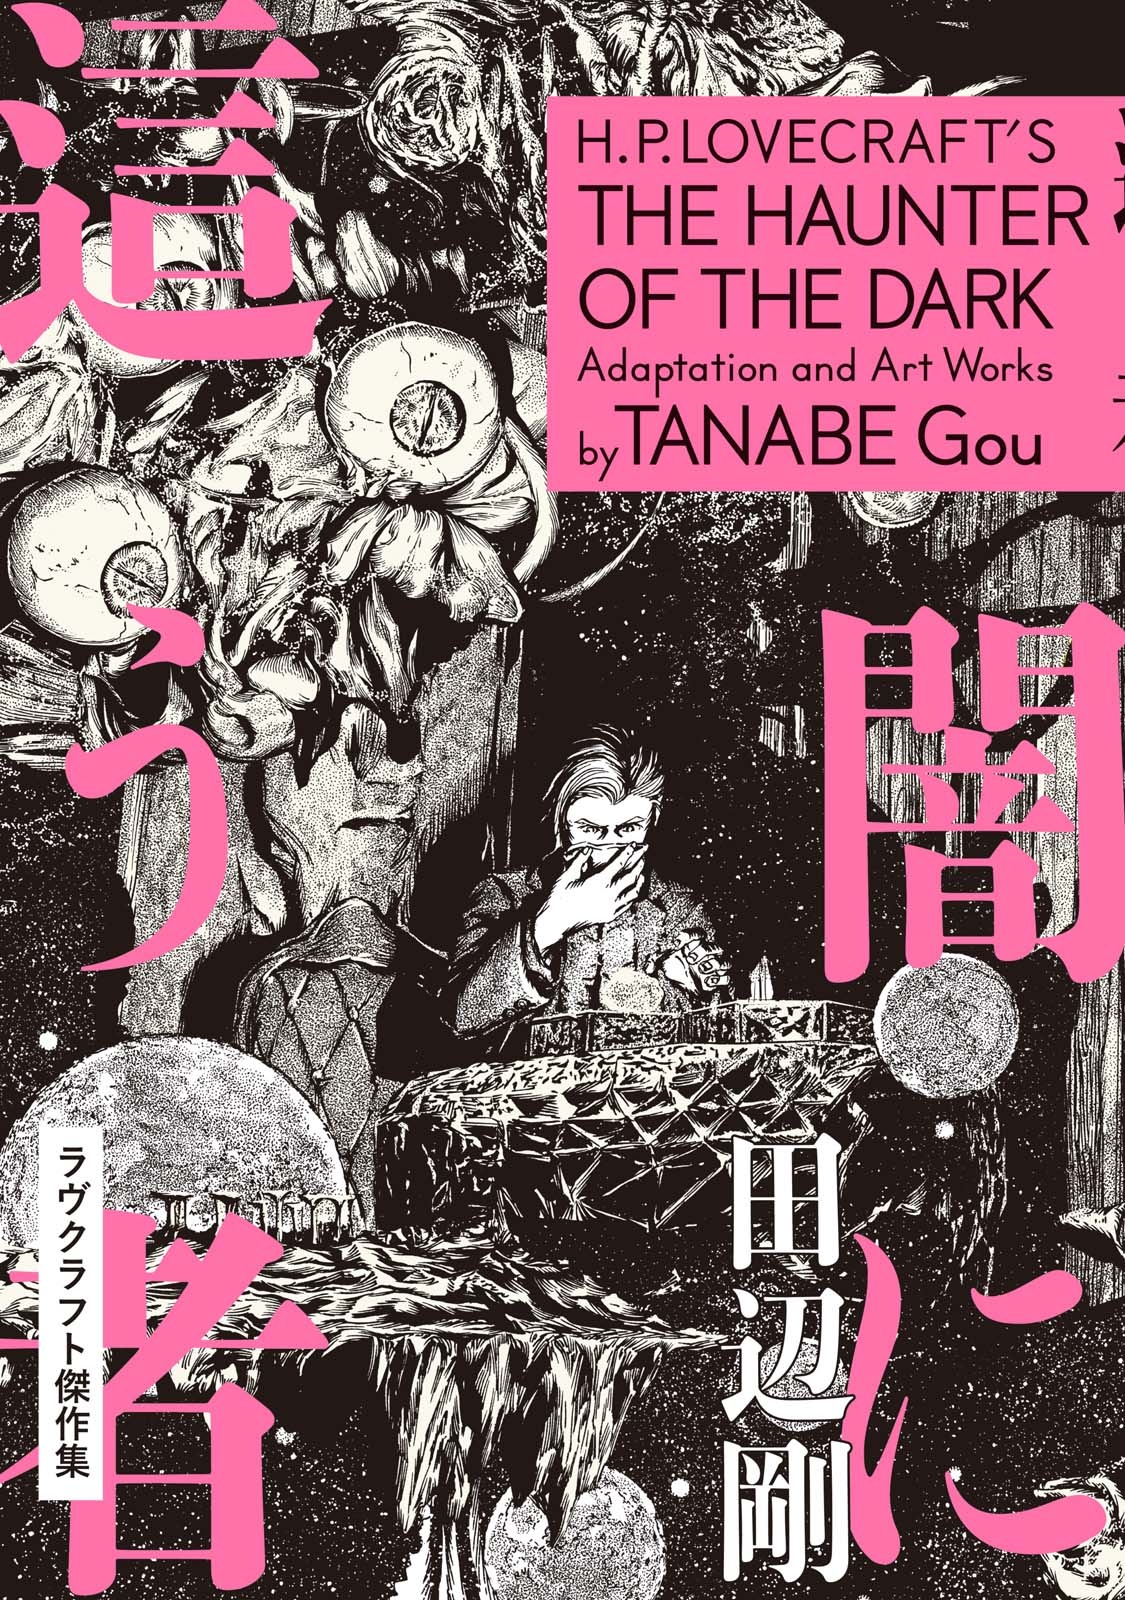 H.P.LOVECRAFT'S
THE HAUNTER
OF THE DARK
Adaptation and Art Works
by TANABE Gou
闇に
這う者
田辺剛
ラヴクラフト傑作集